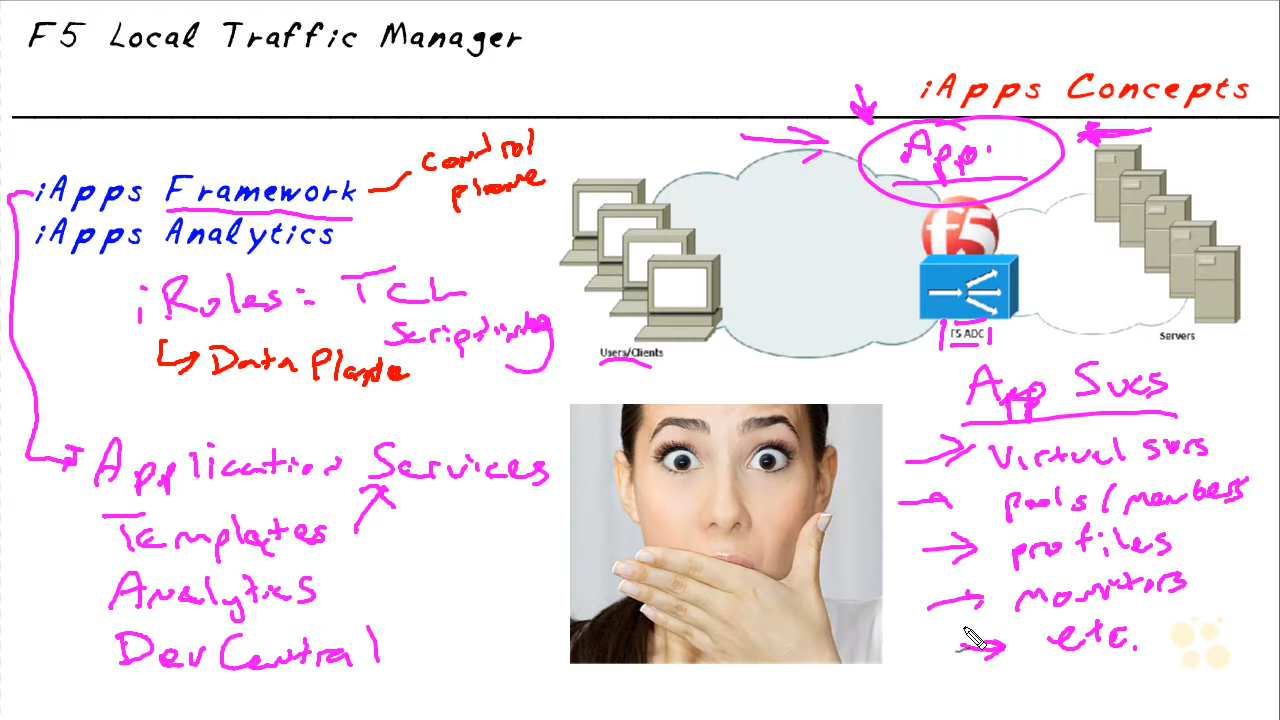 F5 Local Traffic Manager
iApps Concepts
App.
iApps Framework
Control plane
iApps Analytics
iRules: TCL
Scripting
Data Plane
f5
F5 ADC
Users/Clients
Servers
App Svcs
Virtual svrs
pools/members
profiles
monitors
etc.
Application Services
Templates
Analytics
DevCentral